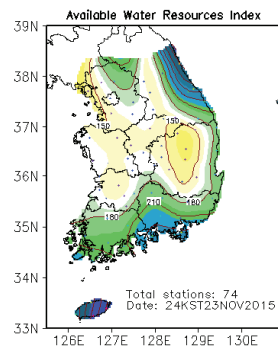 Available Water Resources Index
39N
38N
150
37N
150
36N
210
180
180
35N
34N
Total stations: 74
Date: 24KST23NOV2015
33N
126E 127E 128E 129E 130E